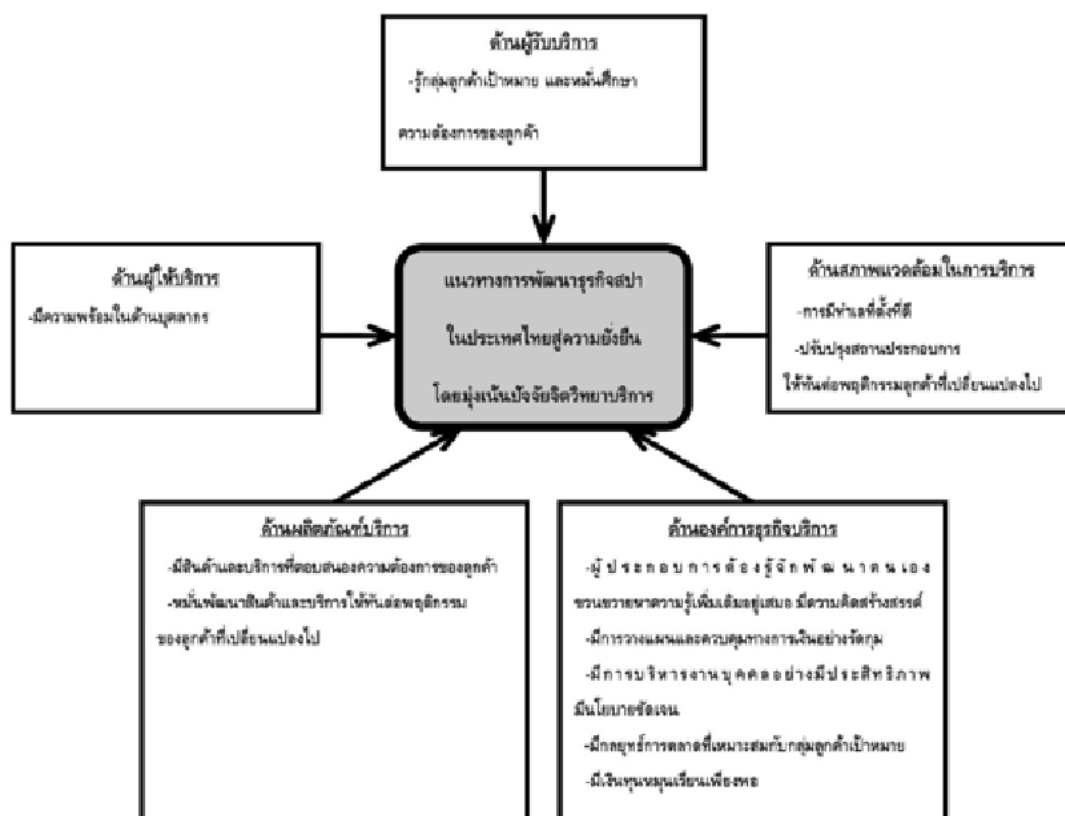 ด้านผู้รับบริการ
-รู้กลุ่มลูกค้าเป้าหมาย และหมั่นศึกษา
ความต้องการของลูกค้า
ด้านผู้ให้บริการ
-มีความพร้อมในด้านบุคลากร
แนวทางการพัฒนาธุรกิจสปา
ในประเทศไทยสู่ความยั่งยืน
โดยมุ่งเน้นปัจจัยจิตวิทยาบริการ
ด้านสภาพแวดล้อมในการบริการ
-การมีทำเลที่ตั้งที่ดี
-ปรับปรุงสถานประกอบการ
ให้ทันต่อพฤติกรรมลูกค้าที่เปลี่ยนแปลงไป
ด้านผลิตภัณฑ์บริการ
-มีสินค้าและบริการที่ตอบสนองความต้องการของลูกค้า
-หมั่นพัฒนาสินค้าและบริการให้ทันต่อพฤติกรรม
ของลูกค้าที่เปลี่ยนแปลงไป
ด้านองค์การธุรกิจบริการ
-ผู้ประกอบการต้องรู้จักพัฒนาตนเอง
ขวนขวายหาความรู้เพิ่มเติมอยู่เสมอ มีความคิดสร้างสรรค์
-มีการวางแผนและควบคุมทางการเงินอย่างรัดกุม
-มีการบริหารงานบุคคลอย่างมีประสิทธิภาพ
มีนโยบายชัดเจน
-มีกลยุทธ์การตลาดที่เหมาะสมกับกลุ่มลูกค้าเป้าหมาย
-มีเงินทุนหมุนเวียนเพียงพอ